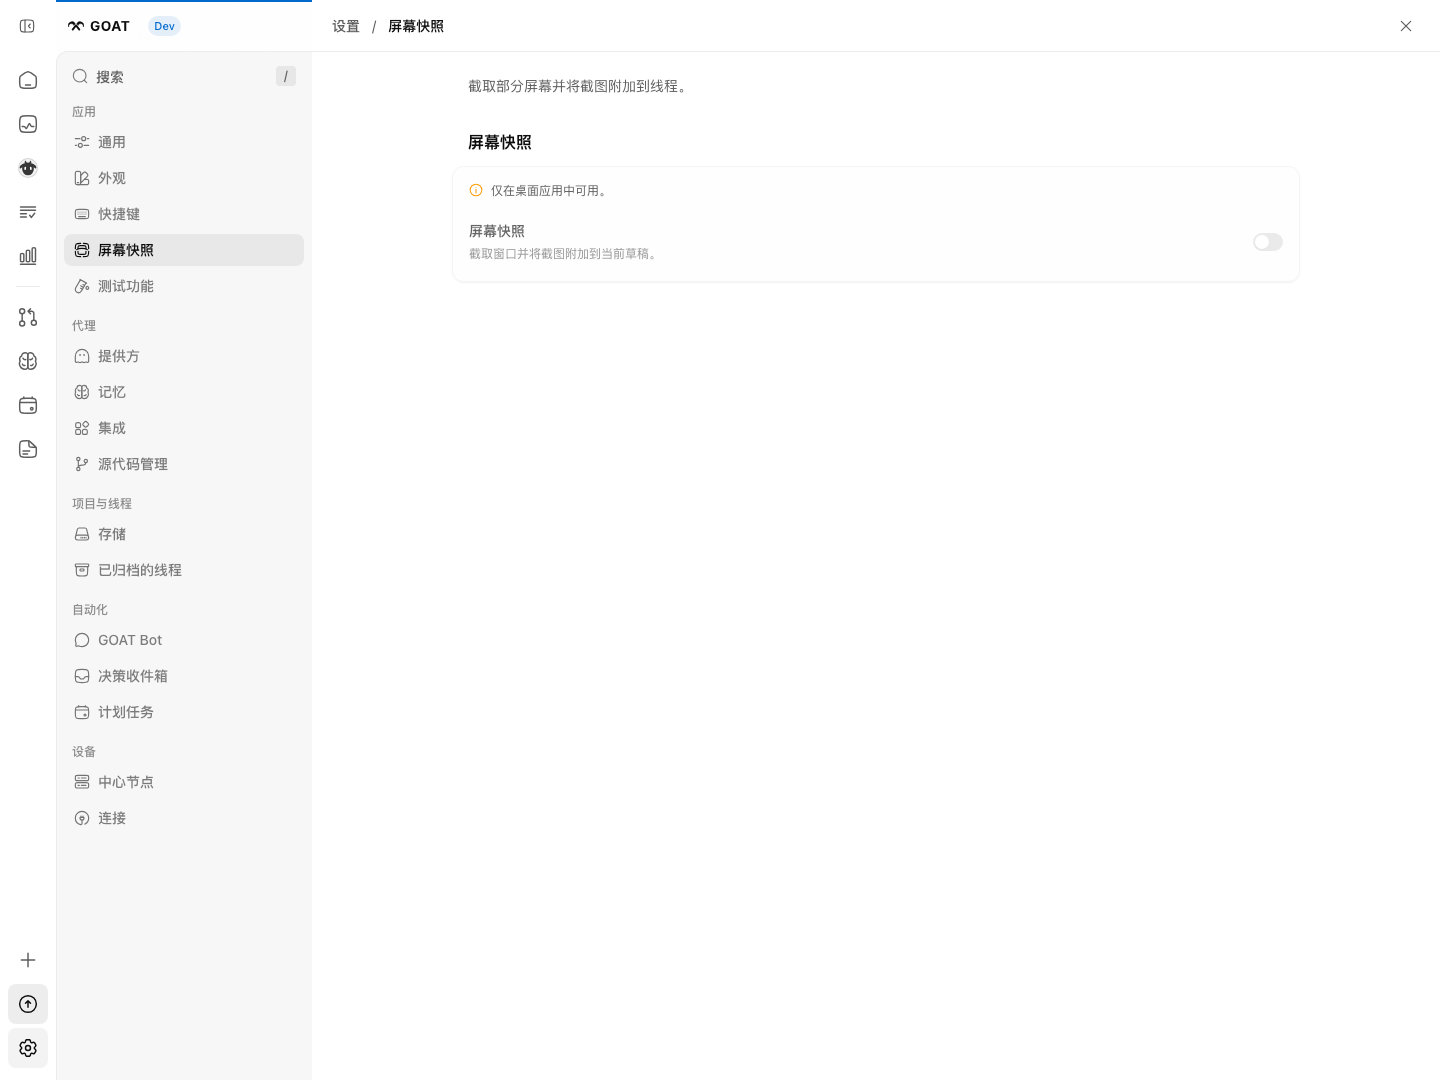 GOAT
Dev
设置 / 屏幕快照
搜索
/
应用
通用
外观
快捷键
屏幕快照
测试功能
代理
提供方
记忆
集成
源代码管理
项目与线程
存储
已归档的线程
自动化
GOAT Bot
决策收件箱
计划任务
设备
中心节点
连接
截取部分屏幕并将截图附加到线程。
屏幕快照
仅在桌面应用中可用。
屏幕快照
截取窗口并将截图附加到当前草稿。